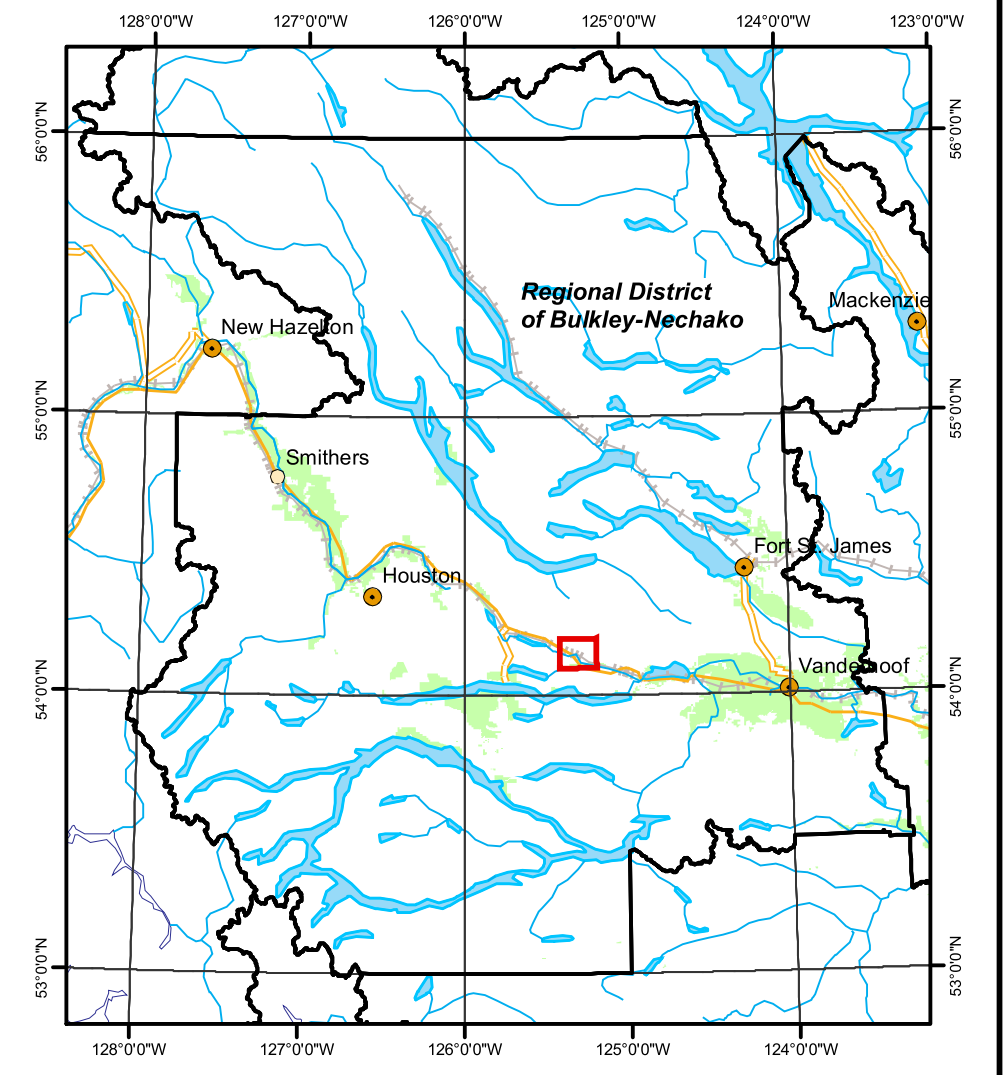 128°0'0"W 127°0'0"W 126°0'0"W 125°0'0"W 124°0'0"W 123°0'0"W
56°0'0"N
56°0'0"N
Regional District
of Bulkley-Nechako
Mackenzie
New Hazelton
55°0'0"N
55°0'0"N
Smithers
Fort St. James
Houston
Vanderhoof
54°0'0"N
54°0'0"N
53°0'0"N
53°0'0"N
128°0'0"W 127°0'0"W 126°0'0"W 125°0'0"W 124°0'0"W